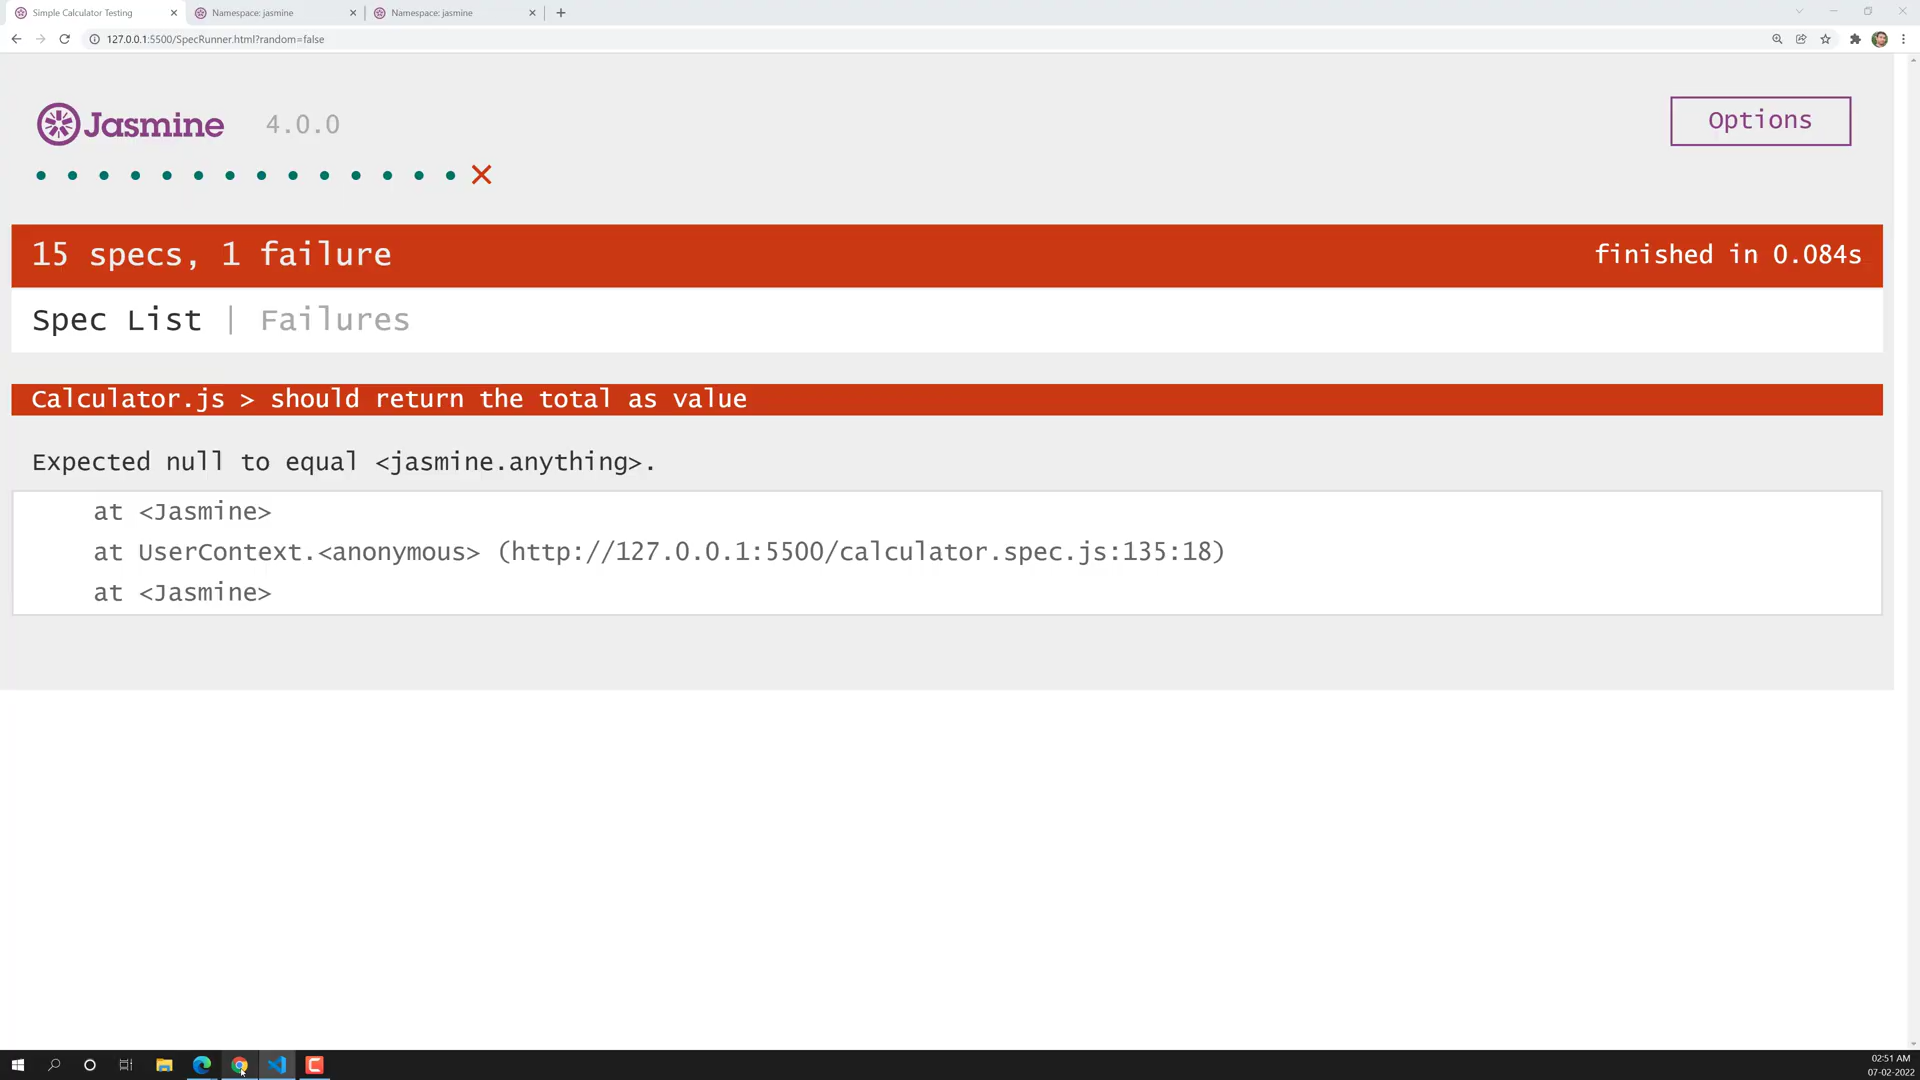 Simple Calculator Testing
Namespace: jasmine
Namespace: jasmine
127.0.0.1:5500/SpecRunner.html?random=false
Jasmine 4.0.0
Options
15 specs, 1 failure
finished in 0.084s
Spec List | Failures
Calculator.js > should return the total as value
Expected null to equal <jasmine.anything>.
at <Jasmine>
at UserContext.<anonymous> (http://127.0.0.1:5500/calculator.spec.js:135:18)
at <Jasmine>
02:51 AM
07-02-2022